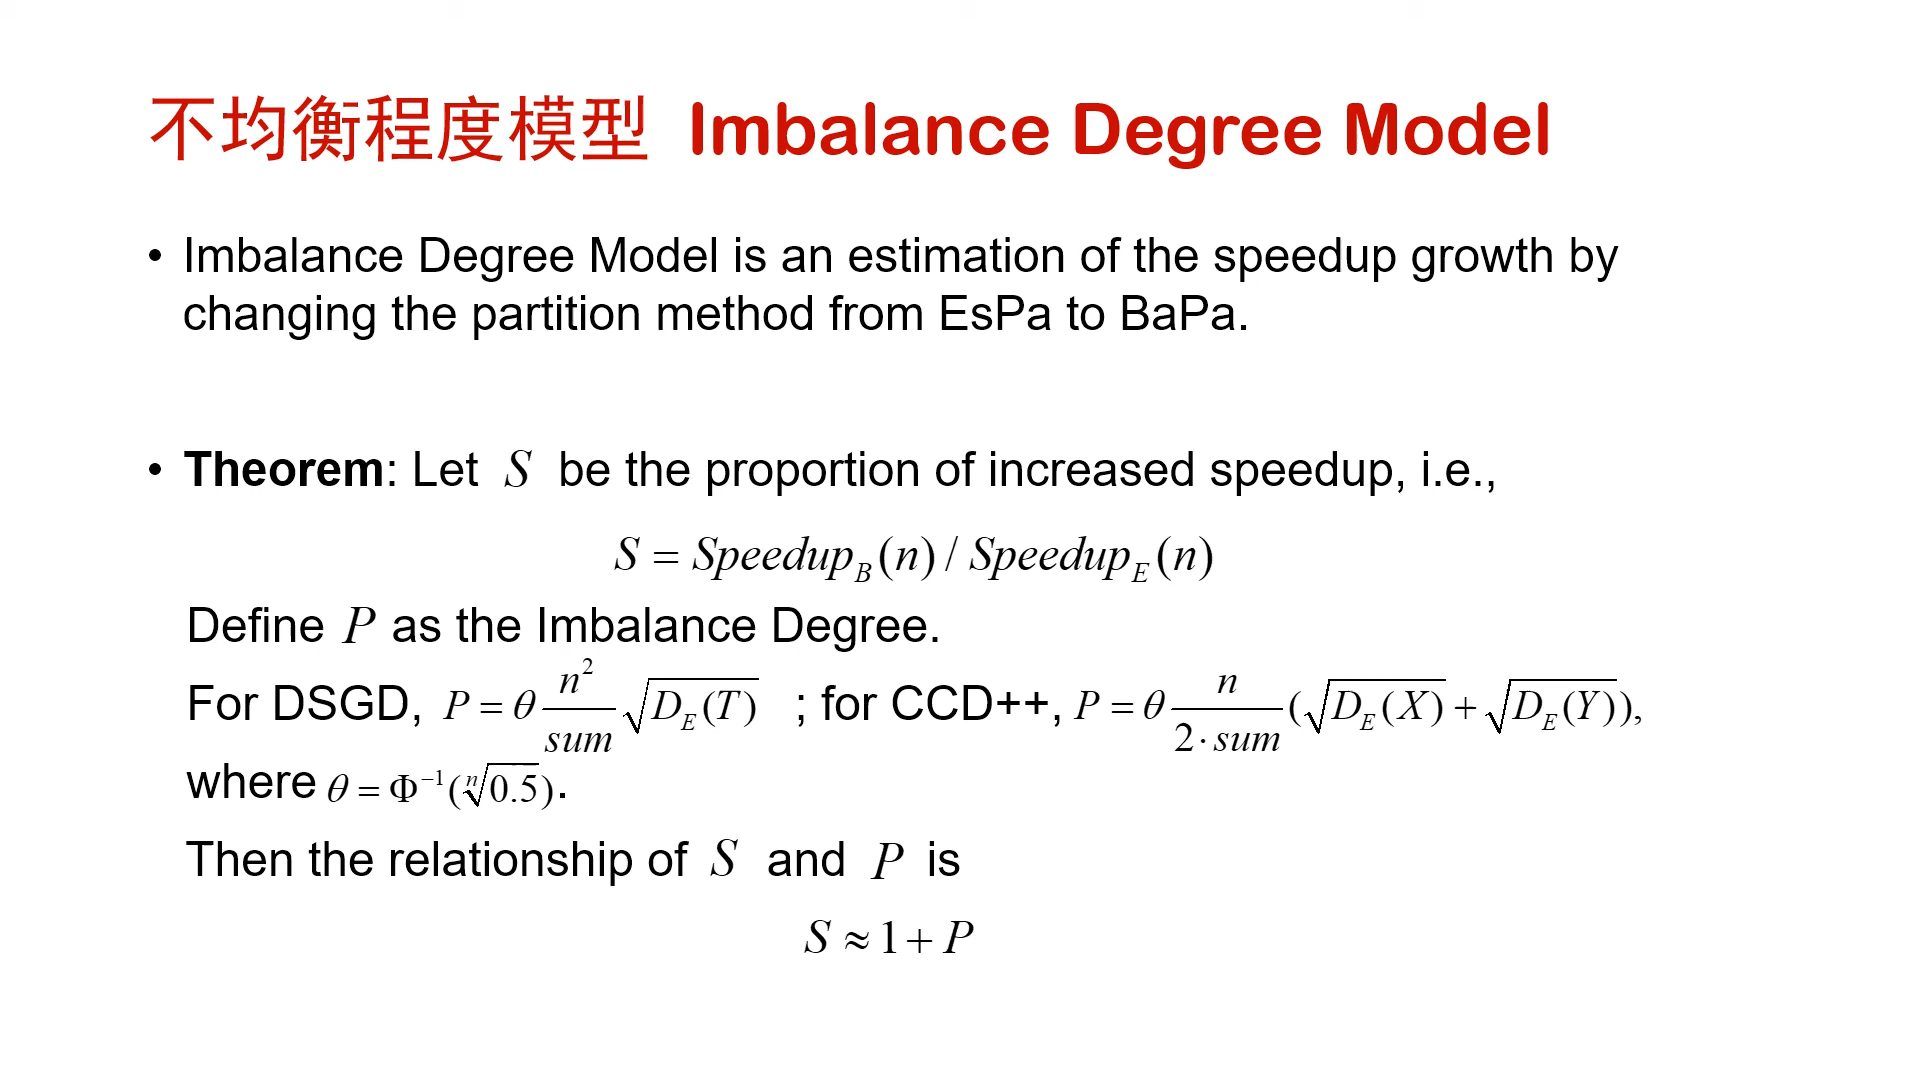 不均衡程度模型 Imbalance Degree Model
• Imbalance Degree Model is an estimation of the speedup growth by
changing the partition method from EsPa to BaPa.
• Theorem: Let S be the proportion of increased speedup, i.e.,
S = Speedup_B(n) / Speedup_E(n)
Define P as the Imbalance Degree.
For DSGD, P = θ n²/sum √D_E(T) ; for CCD++, P = θ n/(2·sum) (√D_E(X) + √D_E(Y)),
where θ = Φ⁻¹(ⁿ√0.5).
Then the relationship of S and P is
S ≈ 1 + P